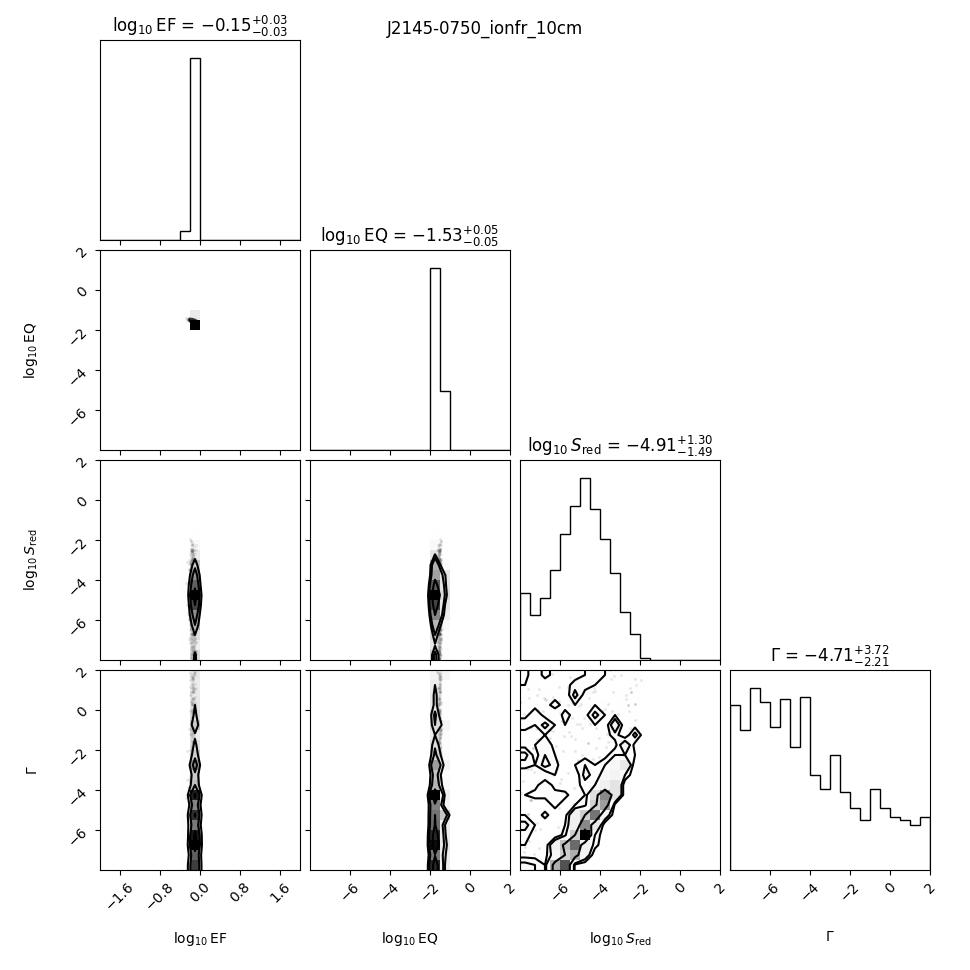 log₁₀ EF = −0.15⁺⁰·⁰³₋₀.₀₃
J2145-0750_ionfr_10cm
log₁₀ EQ = −1.53⁺⁰·⁰⁵₋₀.₀₅
2
0
−2
−4
−6
log₁₀ EQ
log₁₀ S_red = −4.91⁺¹·³⁰₋₁.₄₉
2
0
−2
−4
−6
log₁₀ S_red
Γ = −4.71⁺³·⁷²₋₂.₂₁
2
0
−2
−4
−6
Γ
−1.6 −0.8 0.0 0.8 1.6
−6 −4 −2 0 2
−6 −4 −2 0 2
−6 −4 −2 0 2
log₁₀ EF
log₁₀ EQ
log₁₀ S_red
Γ